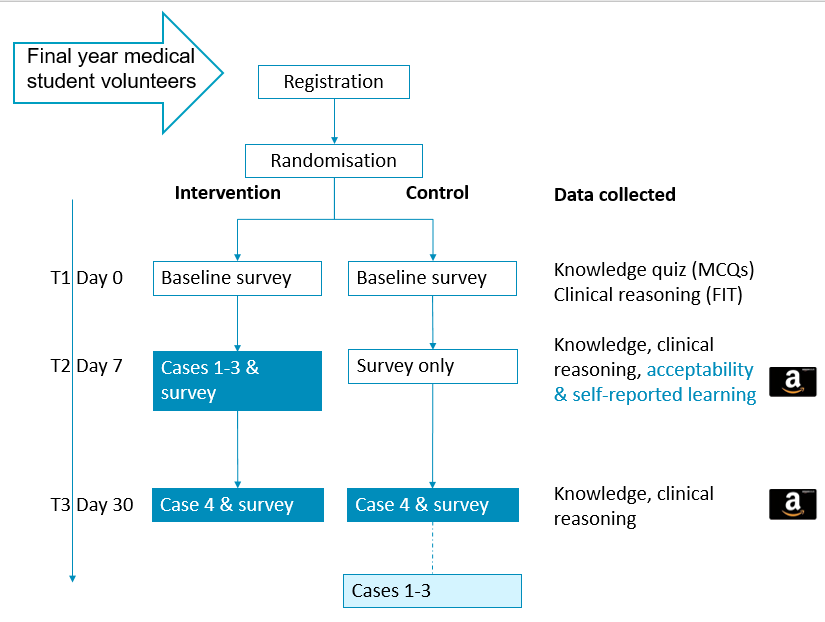 Final year medical
student volunteers
Registration
Randomisation
Intervention
Control
Data collected
T1 Day 0
Baseline survey
Baseline survey
Knowledge quiz (MCQs)
Clinical reasoning (FIT)
T2 Day 7
Cases 1-3 &
survey
Survey only
Knowledge, clinical
reasoning, acceptability
& self-reported learning
a
T3 Day 30
Case 4 & survey
Case 4 & survey
Knowledge, clinical
reasoning
a
Cases 1-3